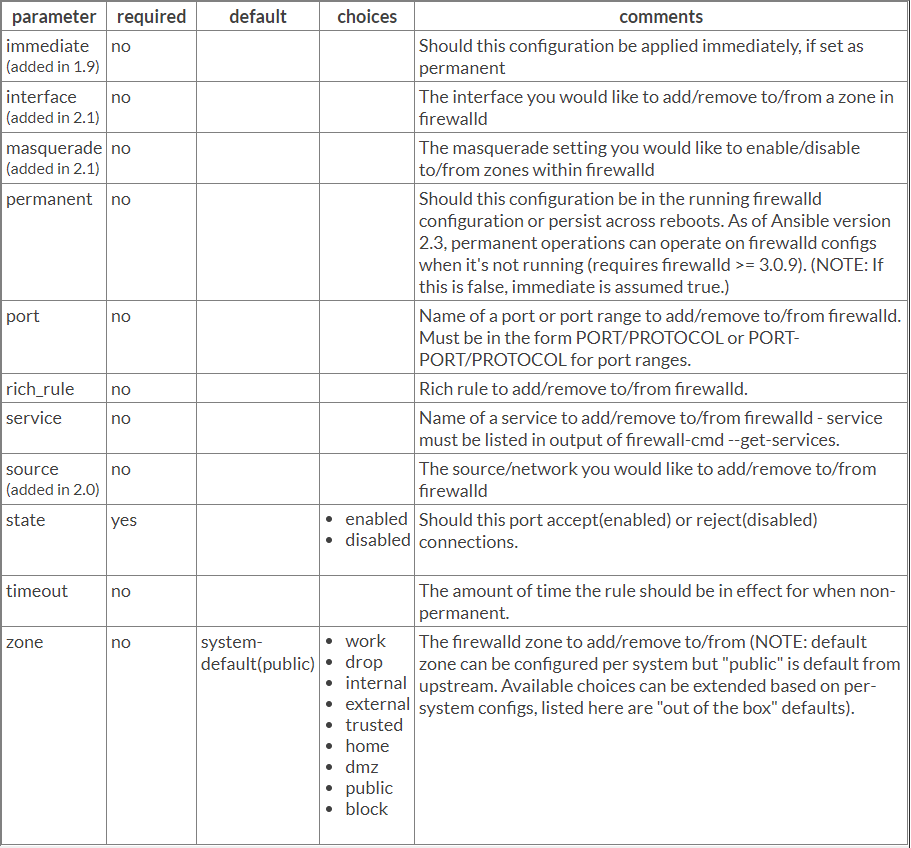 parameter required default choices comments
immediate no Should this configuration be applied immediately, if set as
(added in 1.9) permanent
interface no The interface you would like to add/remove to/from a zone in
(added in 2.1) firewalld
masquerade no The masquerade setting you would like to enable/disable
(added in 2.1) to/from zones within firewalld
permanent no Should this configuration be in the running firewalld
configuration or persist across reboots. As of Ansible version
2.3, permanent operations can operate on firewalld configs
when it's not running (requires firewalld >= 3.0.9). (NOTE: If
this is false, immediate is assumed true.)
port no Name of a port or port range to add/remove to/from firewalld.
Must be in the form PORT/PROTOCOL or PORT-
PORT/PROTOCOL for port ranges.
rich_rule no Rich rule to add/remove to/from firewalld.
service no Name of a service to add/remove to/from firewalld - service
must be listed in output of firewall-cmd --get-services.
source no The source/network you would like to add/remove to/from
(added in 2.0) firewalld
state yes • enabled Should this port accept(enabled) or reject(disabled)
• disabled connections.
timeout no The amount of time the rule should be in effect for when non-
permanent.
zone no system- • work The firewalld zone to add/remove to/from (NOTE: default
default(public) • drop zone can be configured per system but "public" is default from
• internal upstream. Available choices can be extended based on per-
• external system configs, listed here are "out of the box" defaults).
• trusted
• home
• dmz
• public
• block